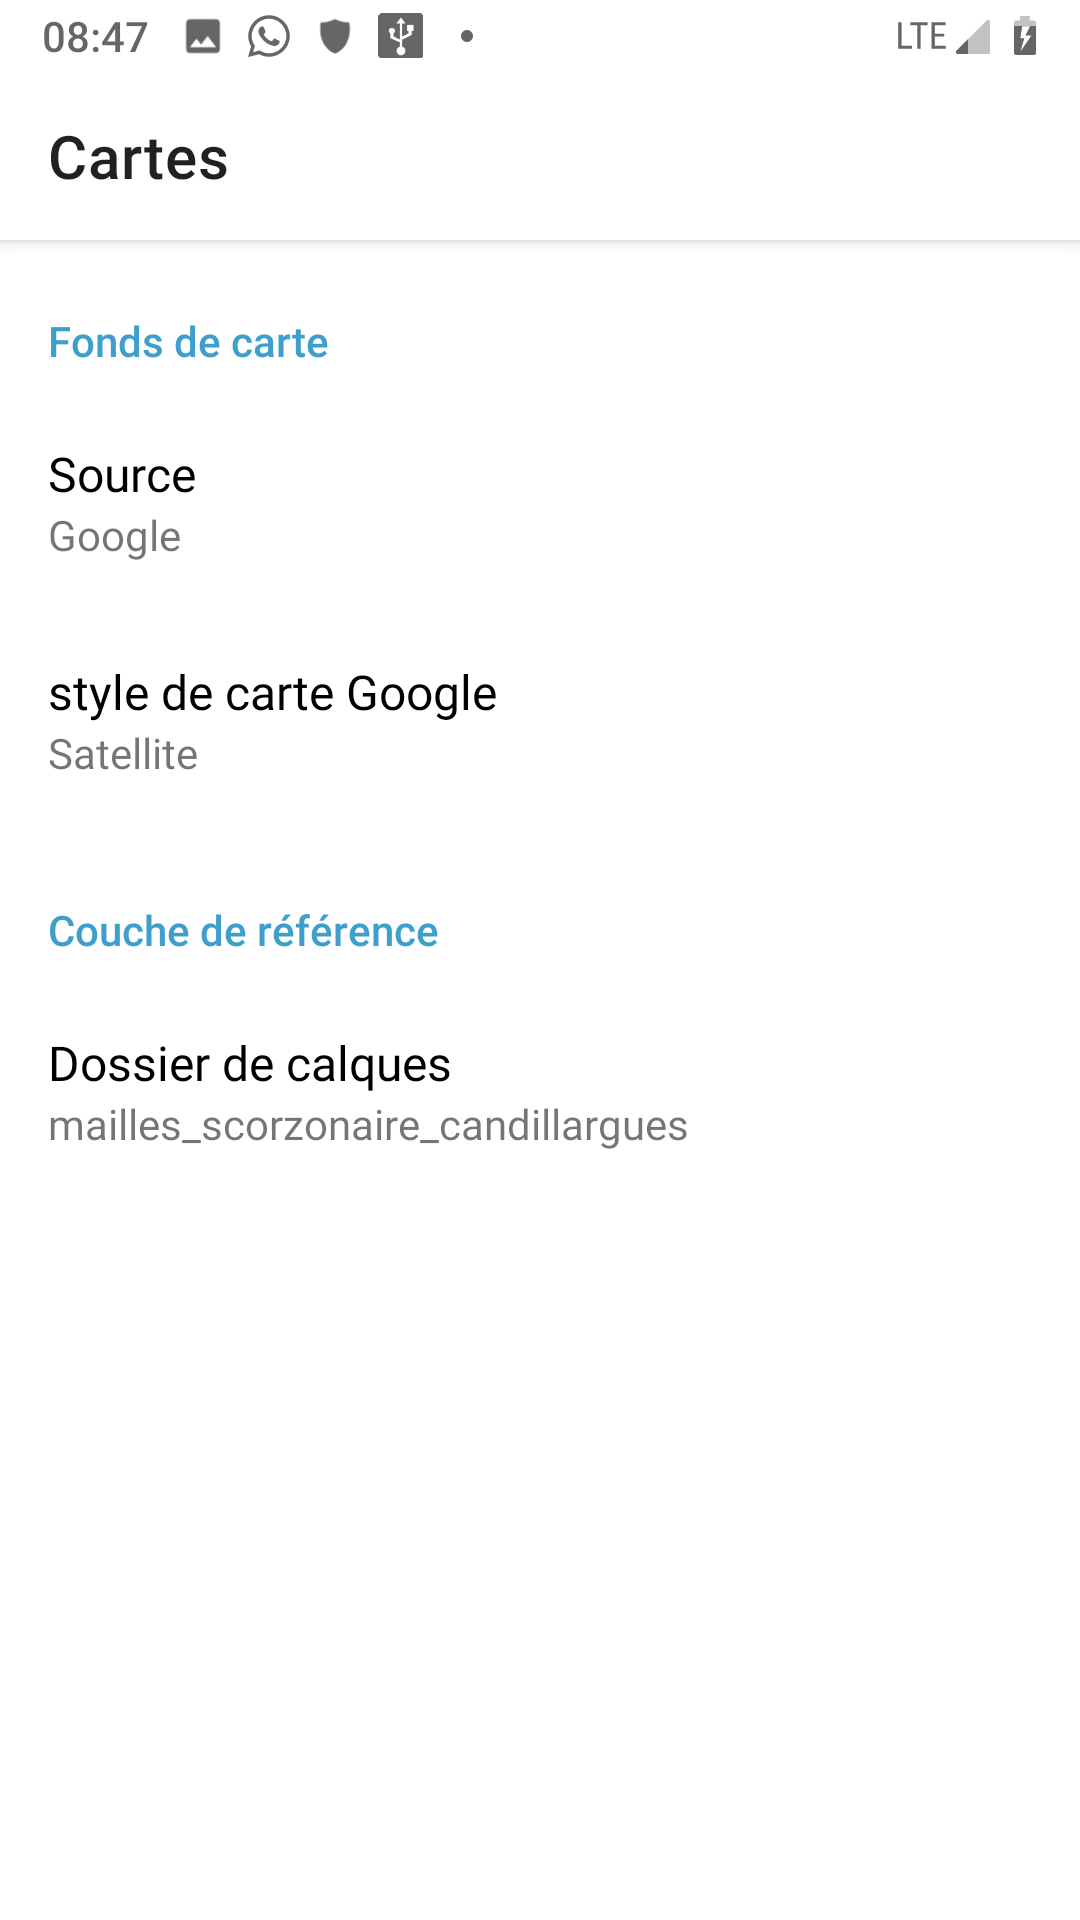 08:47 LTE
Cartes
Fonds de carte
Source
Google
style de carte Google
Satellite
Couche de référence
Dossier de calques
mailles_scorzonaire_candillargues